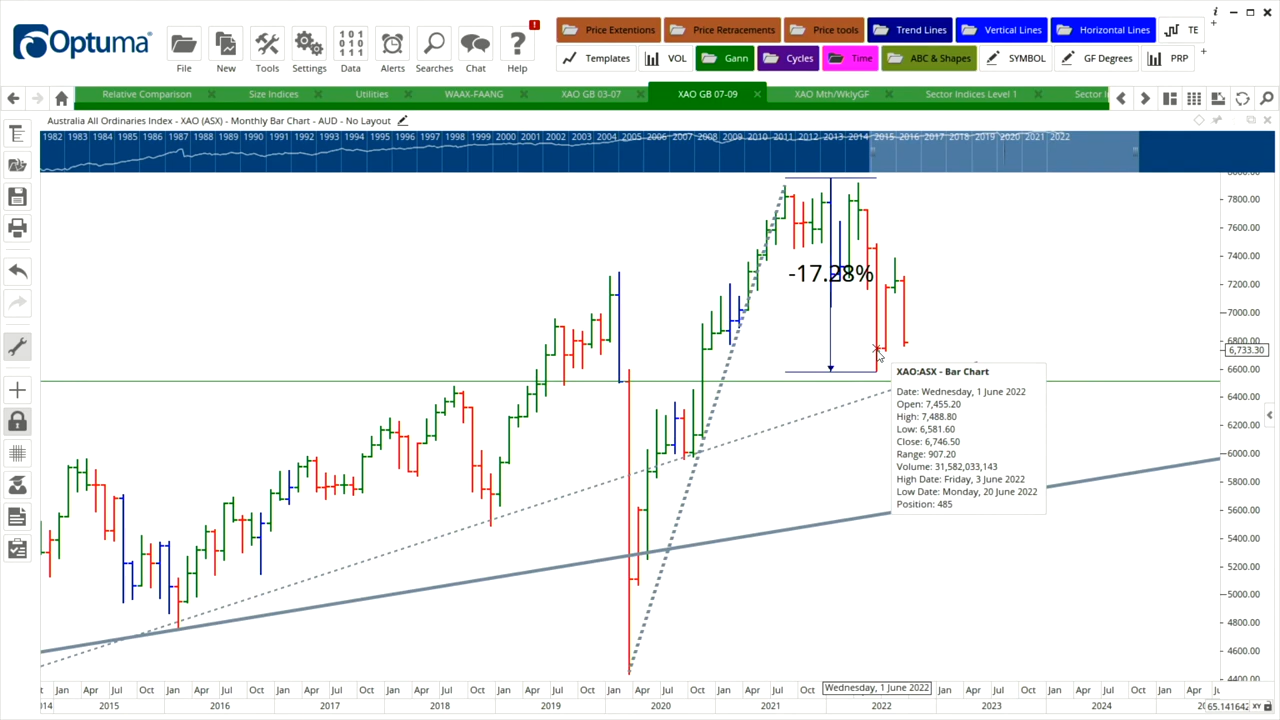 Optuma®
File
New
Tools
Settings
Data
Alerts
Searches
Chat
Help
Price Extentions
Price Retracements
Price tools
Trend Lines
Vertical Lines
Horizontal Lines
TE
Templates
VOL
Gann
Cycles
Time
ABC & Shapes
SYMBOL
GF Degrees
PRP
Relative Comparison
Size Indices
Utilities
WAAX-FAANG
XAO GB 03-07
XAO GB 07-09
XAO Mth/WklyGF
Sector Indices Level 1
Sector I
Australia All Ordinaries Index - XAO (ASX) - Monthly Bar Chart - AUD - No Layout
1982 1983 1984 1985 1986 1987 1988 1989 1990 1991 1992 1993 1994 1995 1996 1997 1998 1999 2000 2001 2002 2003 2004 2005 2006 2007 2008 2009 2010 2011 2012 2013 2014 2015 2016 2017 2018 2019 2020 2021 2022
8000.00
7800.00
7600.00
7400.00
7200.00
7000.00
6800.00
6,733.30
6600.00
6400.00
6200.00
6000.00
5800.00
5600.00
5400.00
5200.00
5000.00
4800.00
4600.00
4400.00
-17.28%
XAO:ASX - Bar Chart
Date: Wednesday, 1 June 2022
Open: 7,455.20
High: 7,488.80
Low: 6,581.60
Close: 6,746.50
Range: 907.20
Volume: 31,582,033,143
High Date: Friday, 3 June 2022
Low Date: Monday, 20 June 2022
Position: 485
t Jan Apr Jul Oct Jan Apr Jul Oct Jan Apr Jul Oct Jan Apr Jul Oct Jan Apr Jul Oct Jan Apr Jul Oct Jan Apr Jul Oct Jan Apr Jul Oct Wednesday, 1 June 2022 Jan Apr Jul Oct Jan Apr Jul Oct Jan Apr Ju
014 2015 2016 2017 2018 2019 2020 2021 2022 2023 2024 20 65.141642 XY